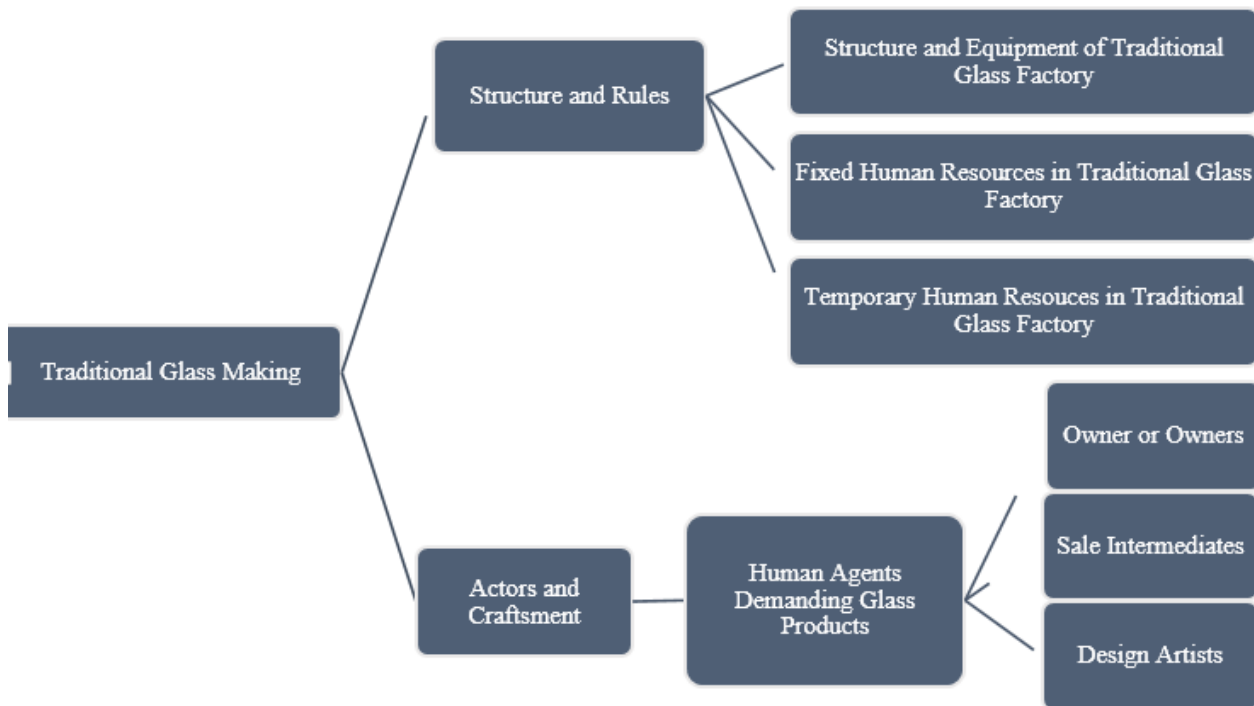 Structure and Equipment of Traditional
Glass Factory
Structure and Rules
Fixed Human Resources in Traditional Glass
Factory
Temporary Human Resouces in Traditional
Glass Factory
Traditional Glass Making
Owner or Owners
Sale Intermediates
Human Agents
Demanding Glass
Products
Actors and
Craftsment
Design Artists